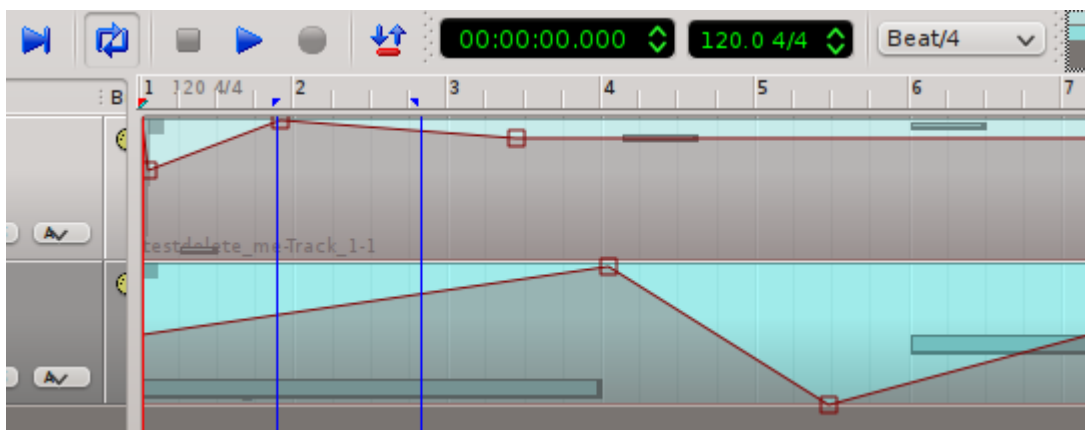 00:00:00.000 120.0 4/4 Beat/4
B 1 120 4/4 2 3 4 5 6 7
A
testdelete_me-Track_1-1
A